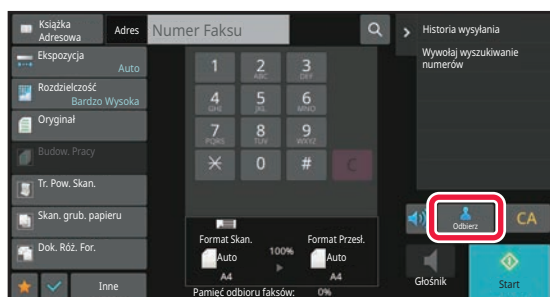 Książka
Adresowa
Adres
Numer Faksu
Historia wysyłania
Wywołaj wyszukiwanie
numerów
Ekspozycja
Auto
Rozdzielczość
Bardzo Wysoka
Oryginał
Budow. Pracy
Tr. Pow. Skan.
Skan. grub. papieru
Dok. Róż. For.
Inne
1
2
ABC
3
DEF
4
GHI
5
JKL
6
MNO
7
PQRS
8
TUV
9
WXYZ
0
#
C
Format Skan.
Auto
A4
100%
Format Przesł.
Auto
A4
Pamięć odbioru faksów: 0%
Odbierz
CA
Głośnik
Start